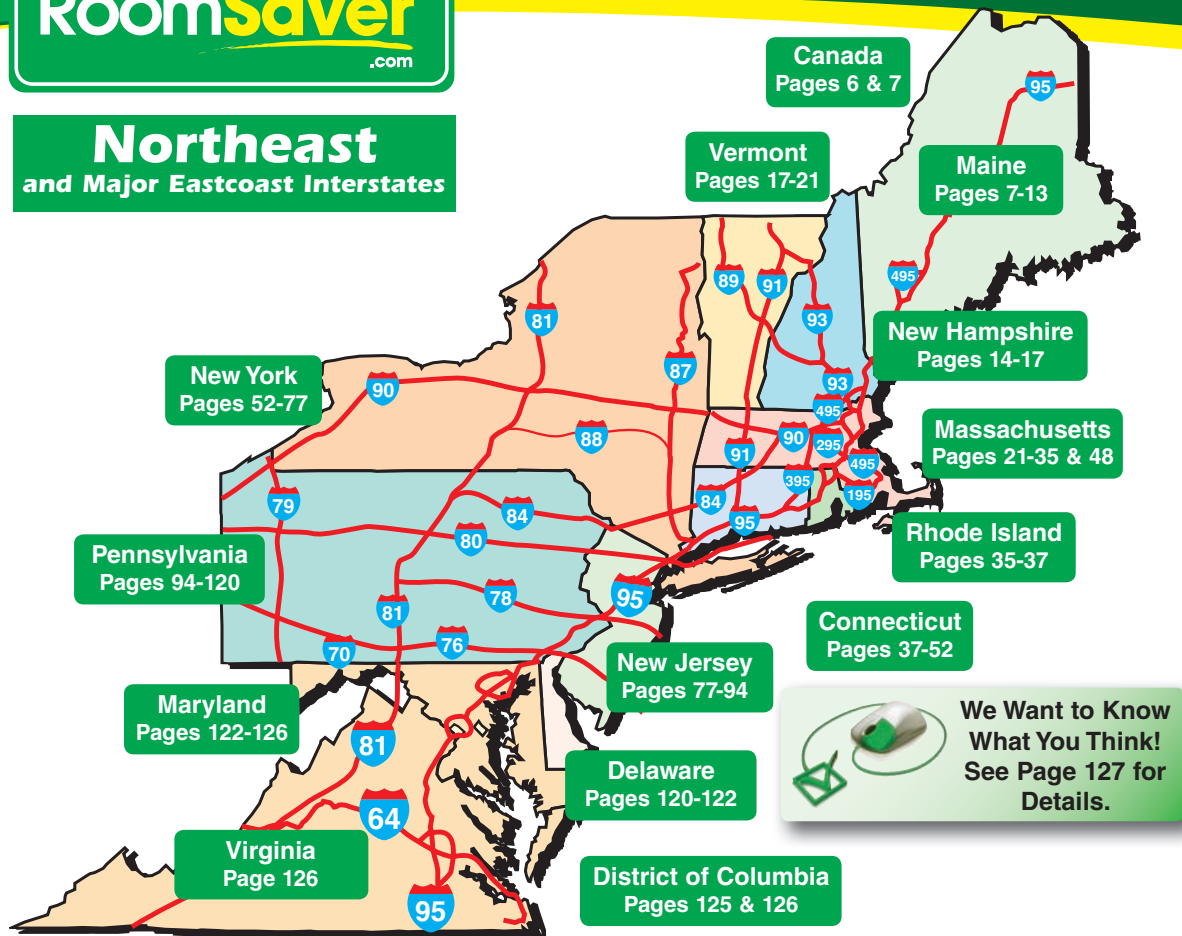 RoomSaver
.com
Northeast
and Major Eastcoast Interstates
Canada
Pages 6 & 7
95
Vermont
Pages 17-21
Maine
Pages 7-13
495
89
91
93
81
87
New Hampshire
Pages 14-17
New York
Pages 52-77
90
93
495
88
90
295
91
Massachusetts
Pages 21-35 & 48
495
395
195
79
84
84
95
80
Rhode Island
Pages 35-37
Pennsylvania
Pages 94-120
95
78
81
Connecticut
Pages 37-52
76
70
New Jersey
Pages 77-94
Maryland
Pages 122-126
81
We Want to Know
What You Think!
See Page 127 for
Details.
Delaware
Pages 120-122
64
Virginia
Page 126
District of Columbia
Pages 125 & 126
95